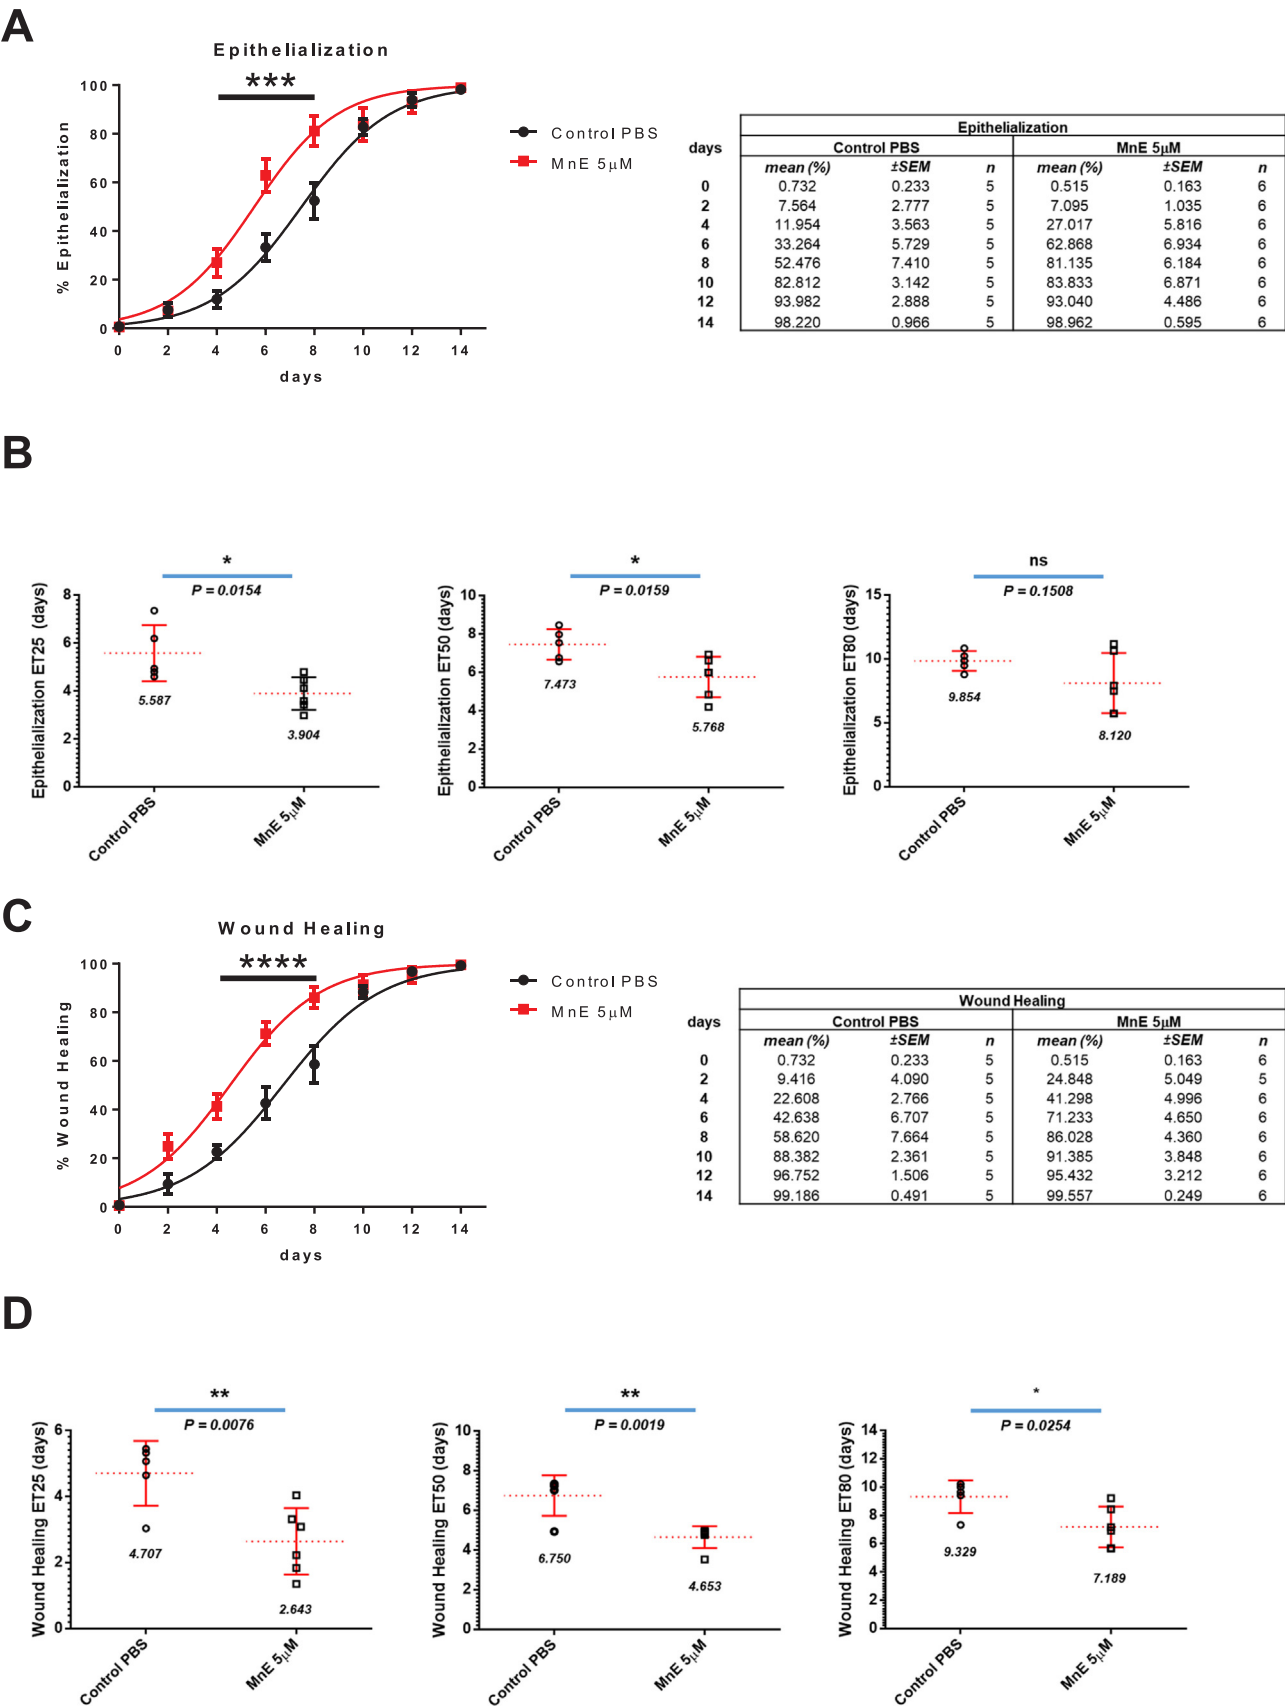 A
Epithelialization
***
% Epithelialization
100
80
60
40
20
0
0 2 4 6 8 10 12 14
days
Control PBS
MnE 5µM
Epithelialization
days Control PBS MnE 5µM
mean (%) ±SEM n mean (%) ±SEM n
0 0.732 0.233 5 0.515 0.163 6
2 7.564 2.777 5 7.095 1.035 6
4 11.954 3.563 5 27.017 5.816 6
6 33.264 5.729 5 62.868 6.934 6
8 52.476 7.410 5 81.135 6.184 6
10 82.812 3.142 5 83.833 6.871 6
12 93.982 2.888 5 93.040 4.486 6
14 98.220 0.966 5 98.962 0.595 6
B
*
P = 0.0154
Epithelialization ET25 (days)
8
6
4
2
0
5.587
3.904
Control PBS
MnE 5µM
*
P = 0.0159
Epithelialization ET50 (days)
10
8
6
4
2
0
7.473
5.768
Control PBS
MnE 5µM
ns
P = 0.1508
Epithelialization ET80 (days)
15
10
5
0
9.854
8.120
Control PBS
MnE 5µM
C
Wound Healing
****
% Wound Healing
100
80
60
40
20
0
0 2 4 6 8 10 12 14
days
Control PBS
MnE 5µM
Wound Healing
days Control PBS MnE 5µM
mean (%) ±SEM n mean (%) ±SEM n
0 0.732 0.233 5 0.515 0.163 6
2 9.416 4.090 5 24.848 5.049 5
4 22.608 2.766 5 41.298 4.996 6
6 42.638 6.707 5 71.233 4.650 6
8 58.620 7.664 5 86.028 4.360 6
10 88.382 2.361 5 91.385 3.848 6
12 96.752 1.506 5 95.432 3.212 6
14 99.186 0.491 5 99.557 0.249 6
D
**
P = 0.0076
Wound Healing ET25 (days)
6
4
2
0
4.707
2.643
Control PBS
MnE 5µM
**
P = 0.0019
Wound Healing ET50 (days)
10
8
6
4
2
0
6.750
4.653
Control PBS
MnE 5µM
*
P = 0.0254
Wound Healing ET80 (days)
14
12
10
8
6
4
2
0
9.329
7.189
Control PBS
MnE 5µM